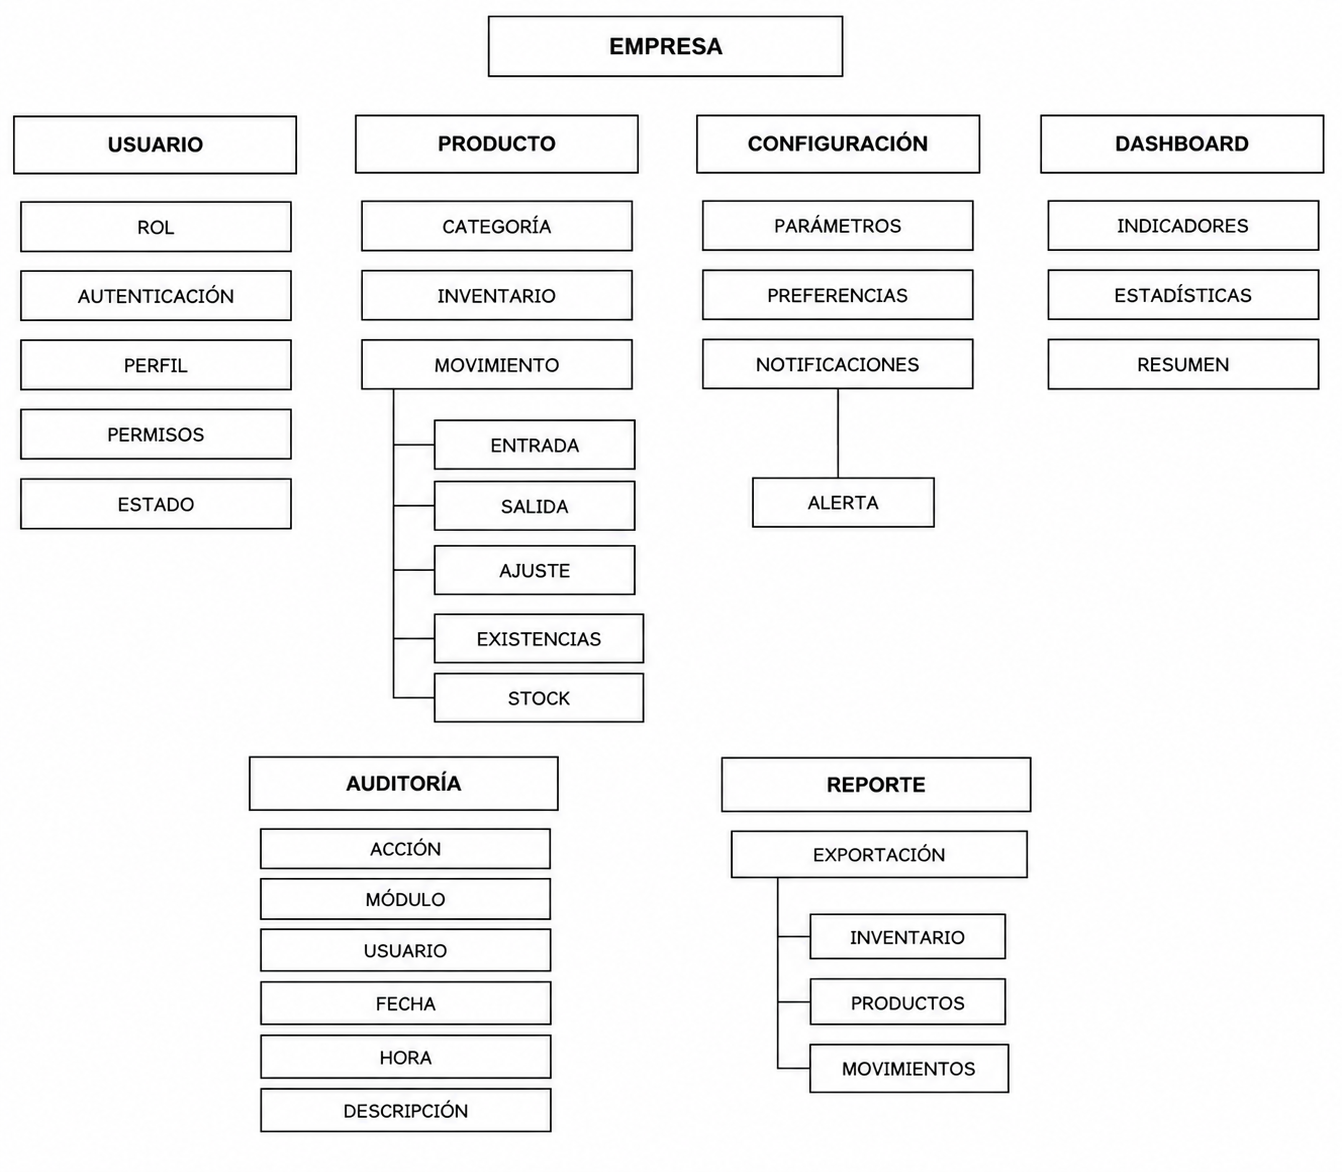 EMPRESA
USUARIO
ROL
AUTENTICACIÓN
PERFIL
PERMISOS
ESTADO
PRODUCTO
CATEGORÍA
INVENTARIO
MOVIMIENTO
ENTRADA
SALIDA
AJUSTE
EXISTENCIAS
STOCK
CONFIGURACIÓN
PARÁMETROS
PREFERENCIAS
NOTIFICACIONES
ALERTA
DASHBOARD
INDICADORES
ESTADÍSTICAS
RESUMEN
AUDITORÍA
ACCIÓN
MÓDULO
USUARIO
FECHA
HORA
DESCRIPCIÓN
REPORTE
EXPORTACIÓN
INVENTARIO
PRODUCTOS
MOVIMIENTOS